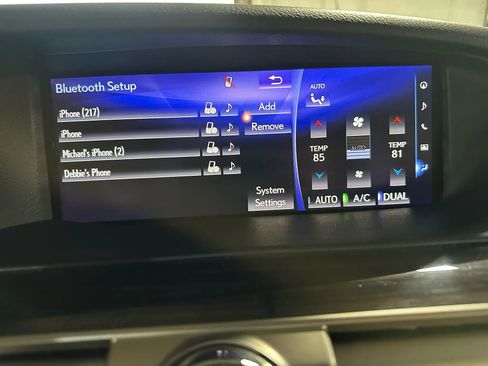 Bluetooth Setup
AUTO
iPhone (217)
Add
iPhone
Remove
Michael's iPhone (2)
Debbie's Phone
System
Settings
TEMP
85
AUTO
TEMP
81
AUTO
A/C
DUAL